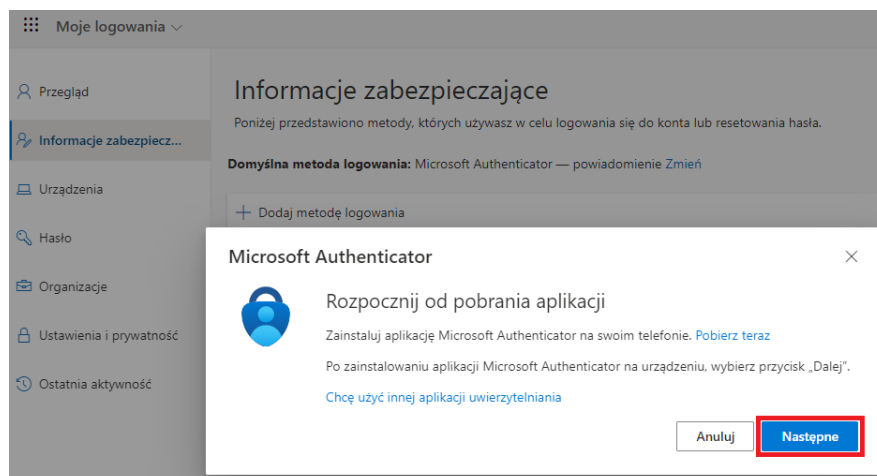 Moje logowania
Przegląd
Informacje zabezpiecz...
Urządzenia
Hasło
Organizacje
Ustawienia i prywatność
Ostatnia aktywność
Informacje zabezpieczające
Poniżej przedstawiono metody, których używasz w celu logowania się do konta lub resetowania hasła.
Domyślna metoda logowania: Microsoft Authenticator — powiadomienie Zmień
Dodaj metodę logowania
Microsoft Authenticator
Rozpocznij od pobrania aplikacji
Zainstaluj aplikację Microsoft Authenticator na swoim telefonie. Pobierz teraz
Po zainstalowaniu aplikacji Microsoft Authenticator na urządzeniu, wybierz przycisk „Dalej”.
Chcę użyć innej aplikacji uwierzytelniania
Anuluj
Następne